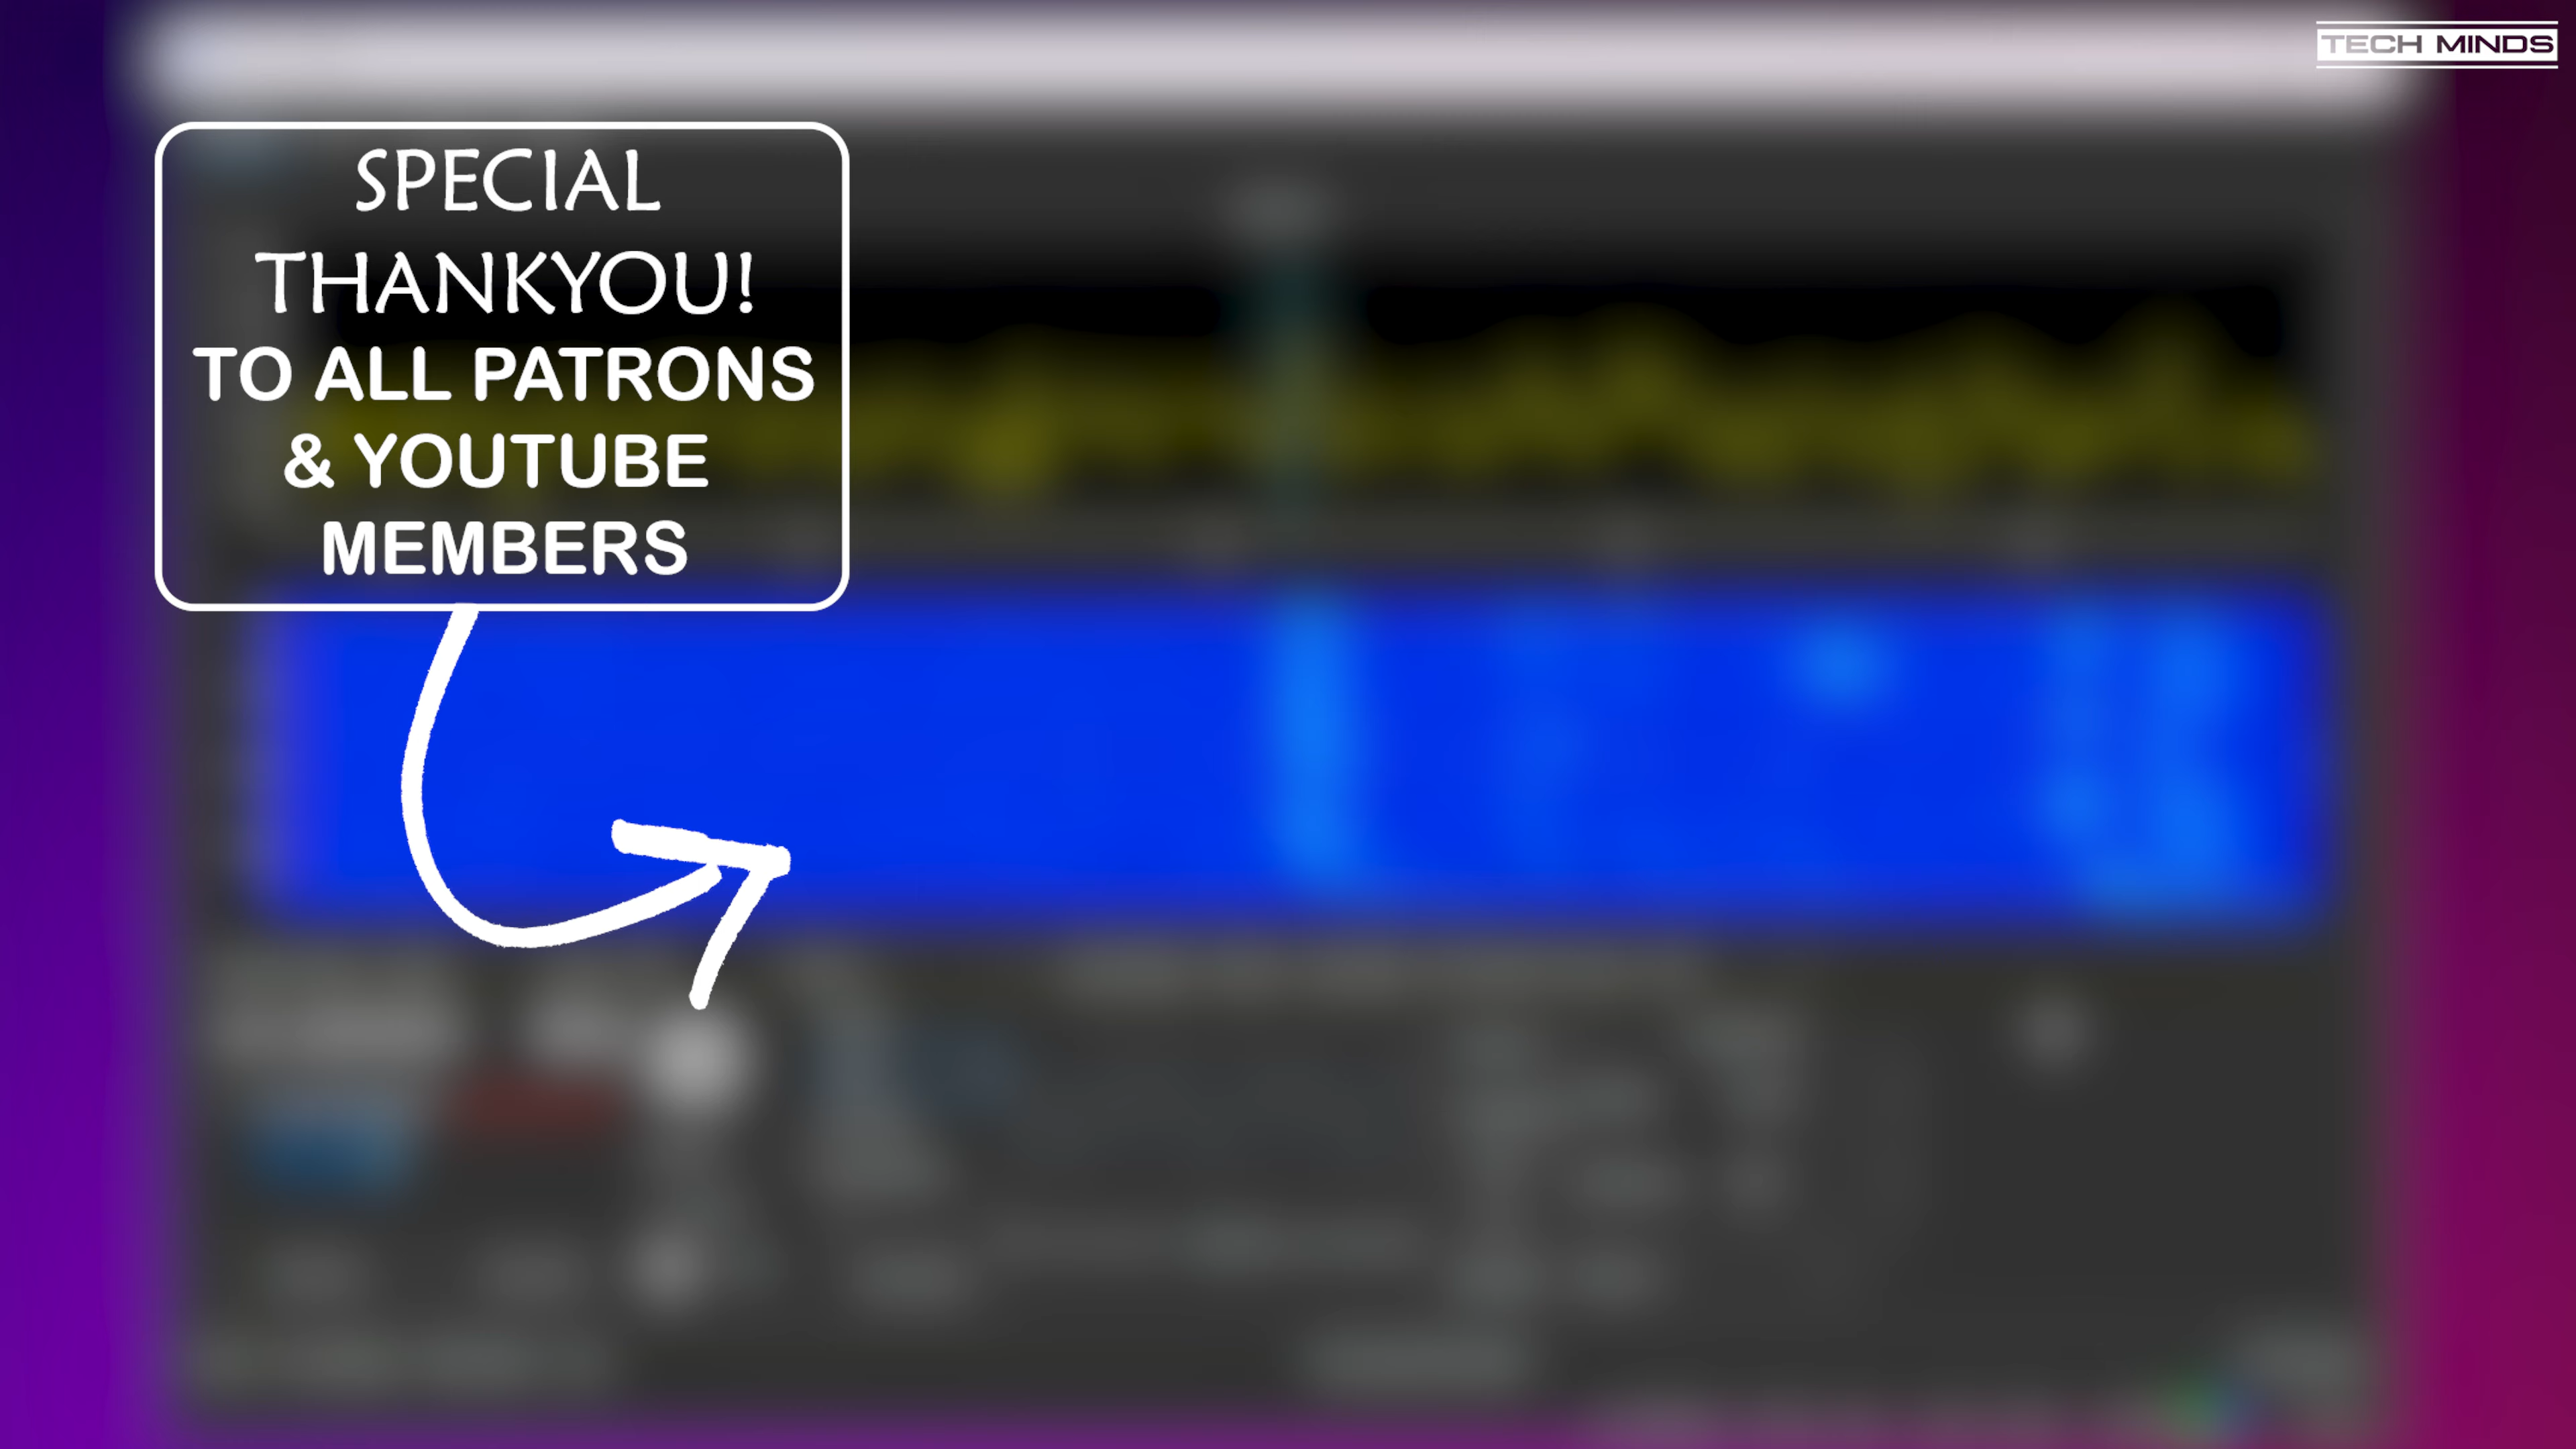 TECH MINDS
SPECIAL
THANKYOU!
TO ALL PATRONS
& YOUTUBE
MEMBERS